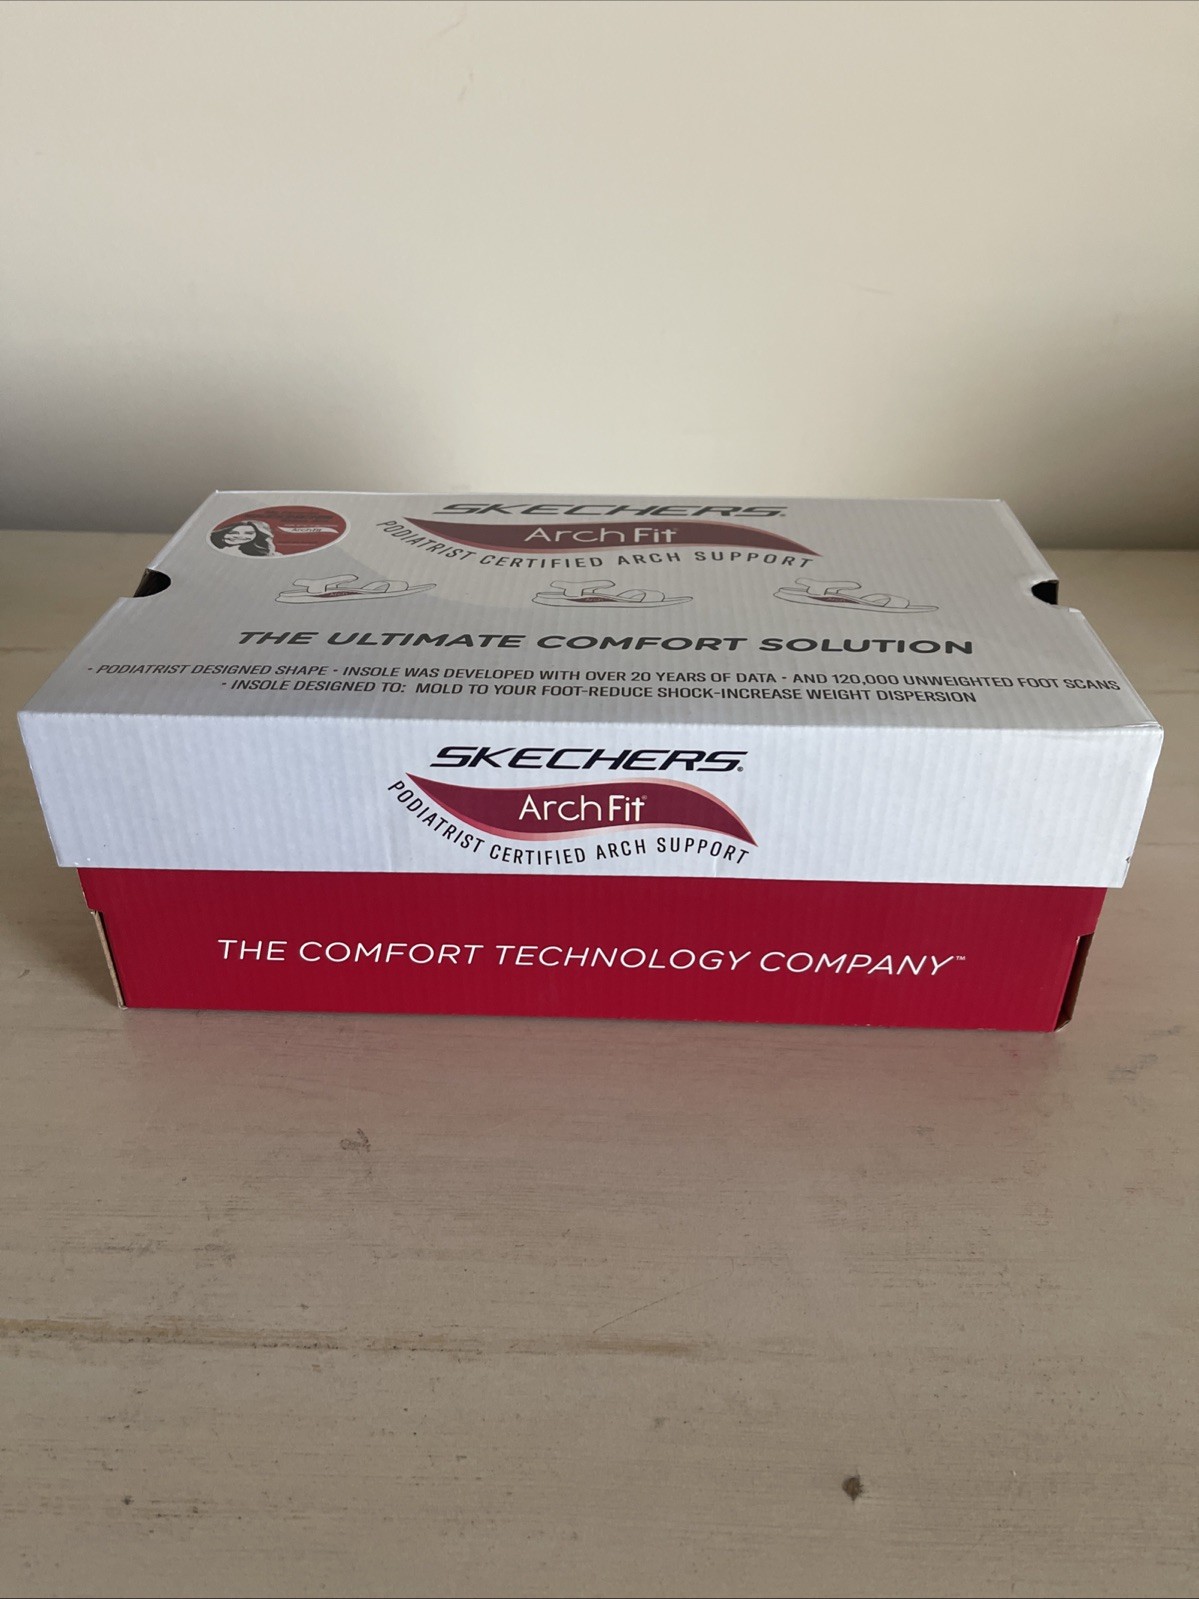 SKECHERS®
Arch Fit
PODIATRIST CERTIFIED ARCH SUPPORT
THE ULTIMATE COMFORT SOLUTION
- PODIATRIST DESIGNED SHAPE - INSOLE WAS DEVELOPED WITH OVER 20 YEARS OF DATA - AND 120,000 UNWEIGHTED FOOT SCANS
- INSOLE DESIGNED TO: MOLD TO YOUR FOOT-REDUCE SHOCK-INCREASE WEIGHT DISPERSION
SKECHERS®
Arch Fit®
PODIATRIST CERTIFIED ARCH SUPPORT
THE COMFORT TECHNOLOGY COMPANY™